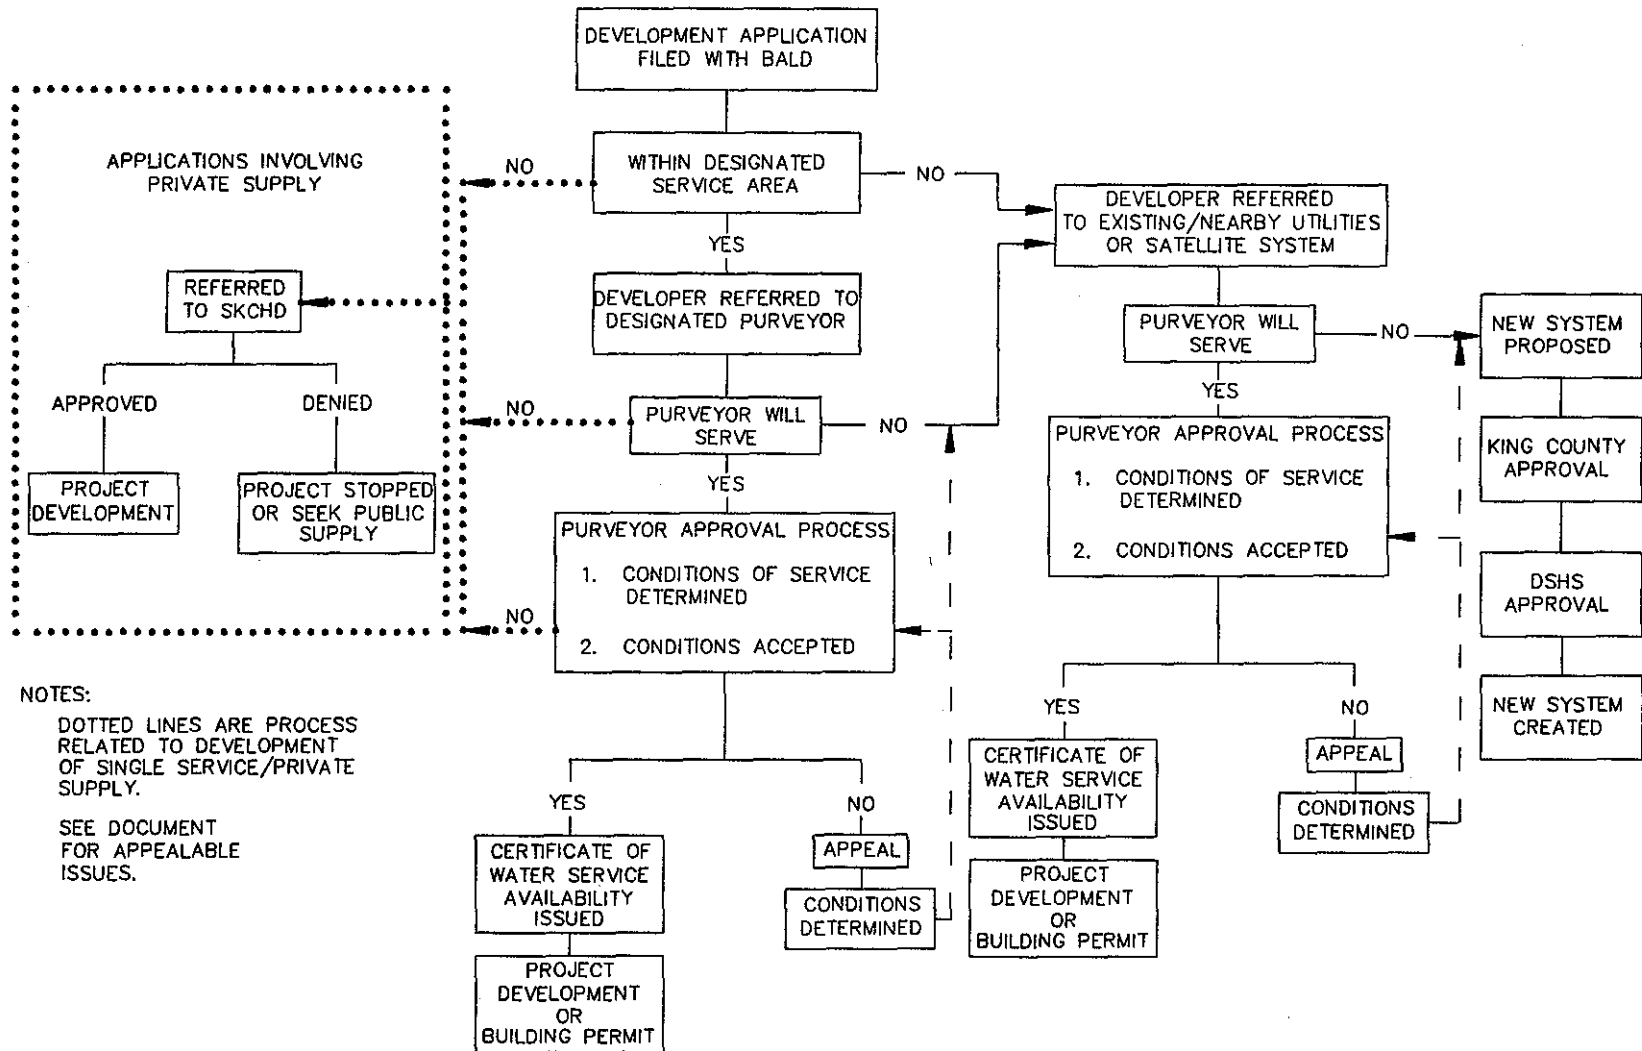 DEVELOPMENT APPLICATION
FILED WITH BALD
APPLICATIONS INVOLVING
PRIVATE SUPPLY
NO
WITHIN DESIGNATED
SERVICE AREA
NO
DEVELOPER REFERRED
TO EXISTING/NEARBY UTILITIES
OR SATELLITE SYSTEM
YES
REFERRED
TO SKCHD
DEVELOPER REFERRED TO
DESIGNATED PURVEYOR
PURVEYOR WILL
SERVE
NO
NEW SYSTEM
PROPOSED
APPROVED
DENIED
NO
PURVEYOR WILL
SERVE
NO
YES
PURVEYOR APPROVAL PROCESS
1. CONDITIONS OF SERVICE
DETERMINED
2. CONDITIONS ACCEPTED
KING COUNTY
APPROVAL
PROJECT
DEVELOPMENT
PROJECT STOPPED
OR SEEK PUBLIC
SUPPLY
YES
PURVEYOR APPROVAL PROCESS
1. CONDITIONS OF SERVICE
DETERMINED
2. CONDITIONS ACCEPTED
NO
DSHS
APPROVAL
NEW SYSTEM
CREATED
NOTES:
DOTTED LINES ARE PROCESS
RELATED TO DEVELOPMENT
OF SINGLE SERVICE/PRIVATE
SUPPLY.
SEE DOCUMENT
FOR APPEALABLE
ISSUES.
YES
NO
CERTIFICATE OF
WATER SERVICE
AVAILABILITY
ISSUED
APPEAL
CONDITIONS
DETERMINED
PROJECT
DEVELOPMENT
OR
BUILDING PERMIT
YES
NO
CERTIFICATE OF
WATER SERVICE
AVAILABILITY
ISSUED
APPEAL
CONDITIONS
DETERMINED
PROJECT
DEVELOPMENT
OR
BUILDING PERMIT